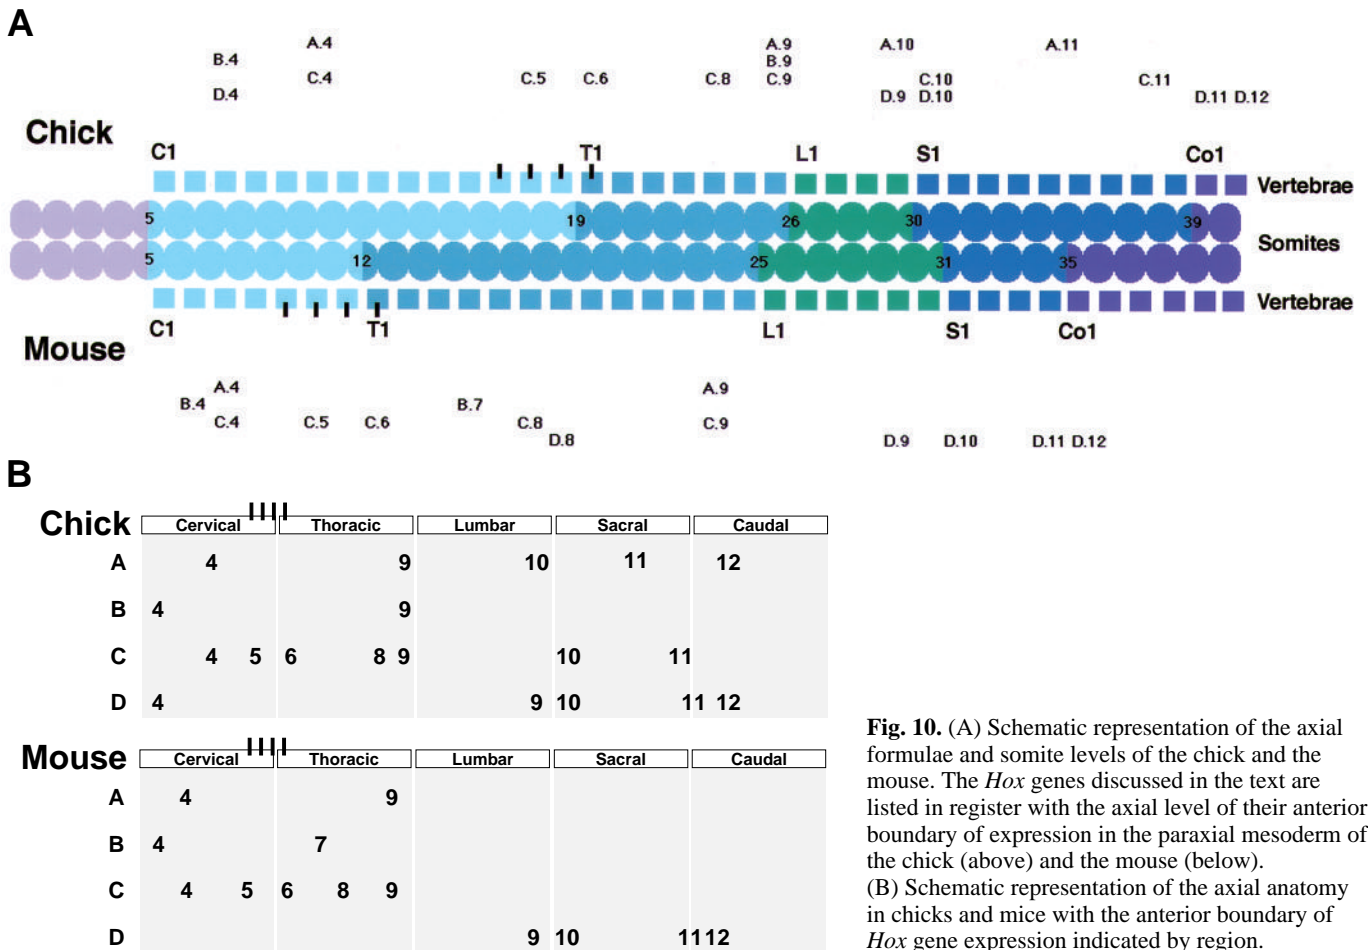 A
A.4 A.9 A.10 A.11
B.4 B.9
C.4 C.5 C.6 C.8 C.9 C.10 C.11
D.4 D.9 D.10 D.11 D.12
Chick
C1 T1 L1 S1 Co1
Vertebrae
5 19 26 30 39
Somites
5 12 25 31 35
Vertebrae
C1 T1 L1 S1 Co1
Mouse
A.4 A.9
B.4 B.7
C.4 C.5 C.6 C.8 C.9
D.8 D.9 D.10 D.11 D.12
B
Chick Cervical Thoracic Lumbar Sacral Caudal
A 4 9 10 11 12
B 4 9
C 4 5 6 8 9 10 11
D 4 9 10 11 12
Mouse Cervical Thoracic Lumbar Sacral Caudal
A 4 9
B 4 7
C 4 5 6 8 9
D 9 10 11 12
Fig. 10. (A) Schematic representation of the axial
formulae and somite levels of the chick and the
mouse. The Hox genes discussed in the text are
listed in register with the axial level of their anterior
boundary of expression in the paraxial mesoderm of
the chick (above) and the mouse (below).
(B) Schematic representation of the axial anatomy
in chicks and mice with the anterior boundary of
Hox gene expression indicated by region.